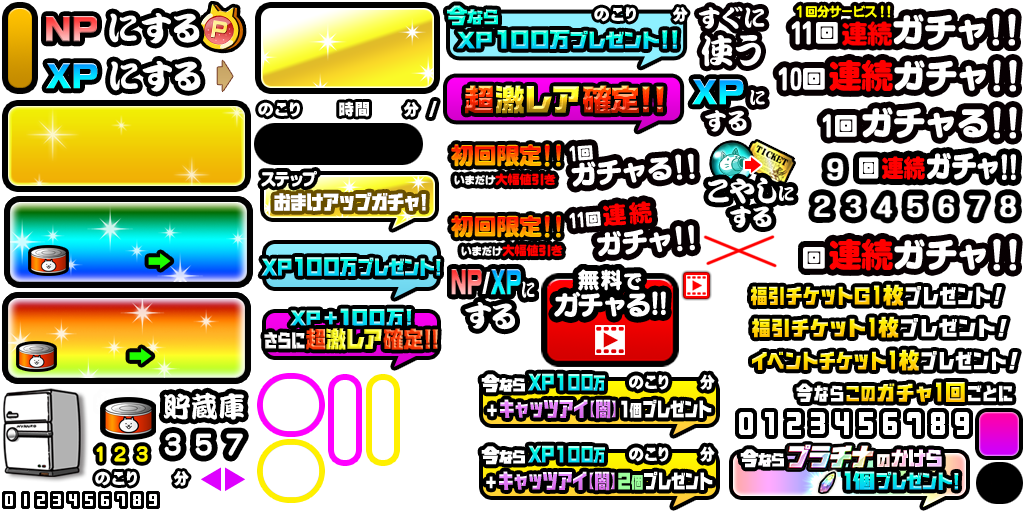 NPにする
P
XPにする
のこり 時間 分 /
ステップ
おまけアップガチャ!
XP100万プレゼント!
XP+100万!
さらに超激レア確定!!
貯蔵庫
357
123
のこり 分
0123456789
今なら のこり 分
XP100万プレゼント!!
超激レア確定!!
初回限定!!
いまだけ大幅値引き
1回
ガチャる!!
初回限定!!
いまだけ大幅値引き
11回連続
ガチャ!!
NP/XPに
する
無料で
ガチャる!!
今ならXP100万 のこり 分
+キャッツアイ[闇]1個プレゼント
今ならXP100万 のこり 分
+キャッツアイ[闇]2個プレゼント
すぐに
使う
XPに
する
TICKET
こやしに
する
1回分サービス!!
11回連続ガチャ!!
10回連続ガチャ!!
1回ガチャる!!
9回連続ガチャ!!
2345678
回連続ガチャ!!
福引チケットG1枚プレゼント!
福引チケット1枚プレゼント!
イベントチケット1枚プレゼント!
今ならこのガチャ1回ごとに
0123456789
今ならプラチナのかけら
1個プレゼント!